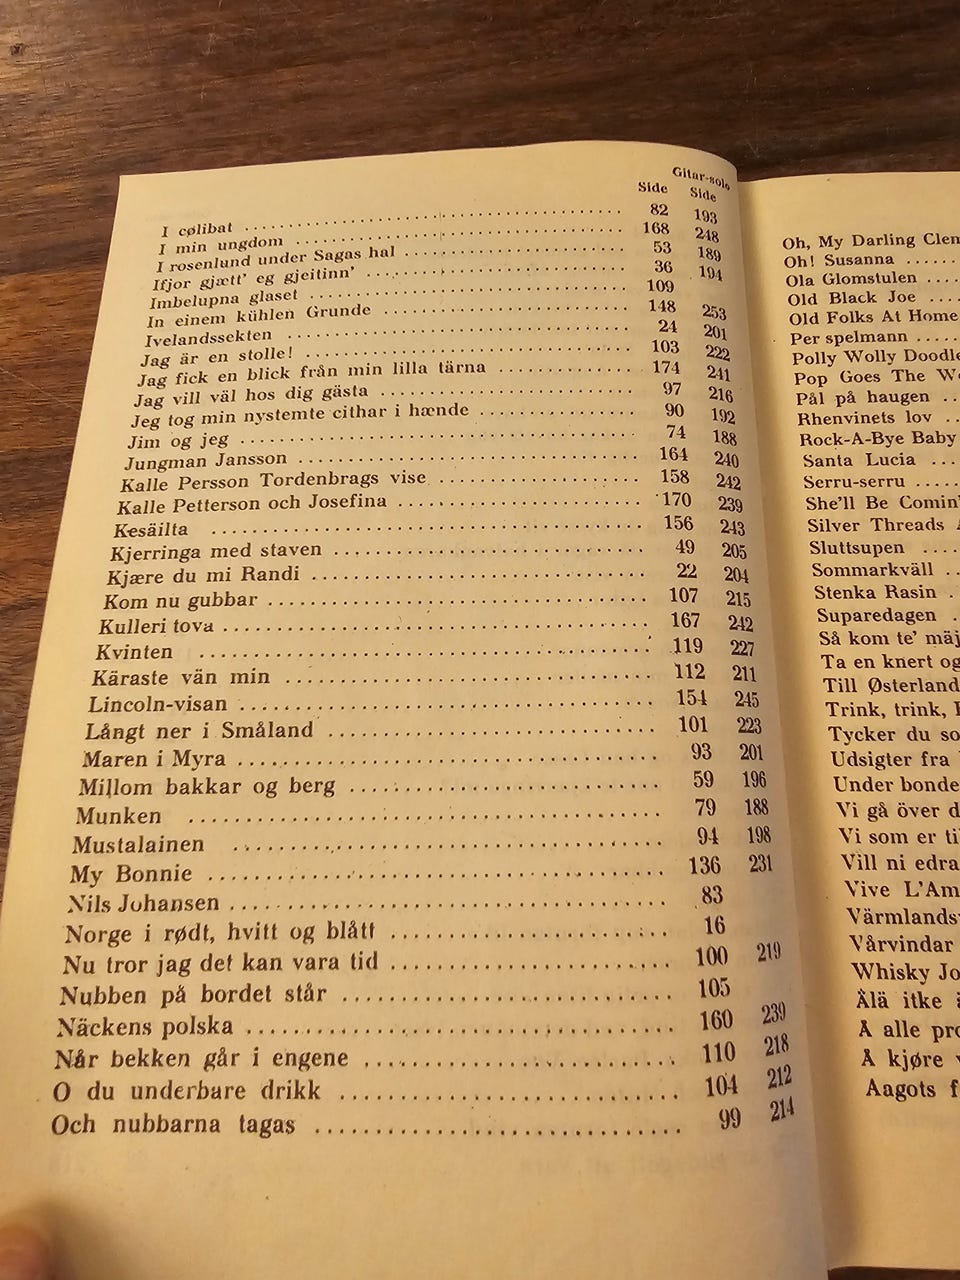 Gitar-solo
Side Side
I cølibat 82 193
I min ungdom 168 248
I rosenlund under Sagas hal 53 189
Ifjor gjætt' eg gjeitinn' 36 194
Imbelupna glaset 109
In einem kühlen Grunde 148 253
Ivelandssekten 24 201
Jag är en stolle! 103 222
Jag fick en blick från min lilla tärna 174 241
Jag vill väl hos dig gästa 97 216
Jeg tog min nystemte cithar i hænde 90 192
Jim og jeg 74 188
Jungman Jansson 164 240
Kalle Persson Tordenbrags vise 158 242
Kalle Petterson och Josefina 170 239
Kesäilta 156 243
Kjerringa med staven 49 205
Kjære du mi Randi 22 204
Kom nu gubbar 107 215
Kulleri tova 167 242
Kvinten 119 227
Käraste vän min 112 211
Lincoln-visan 154 245
Långt ner i Småland 101 223
Maren i Myra 93 201
Millom bakkar og berg 59 196
Munken 79 188
Mustalainen 94 198
My Bonnie 136 231
Nils Johansen 83
Norge i rødt, hvitt og blått 16
Nu tror jag det kan vara tid 100 219
Nubben på bordet står 105
Näckens polska 160 239
Når bekken går i engene 110 218
O du underbare drikk 104 212
Och nubbarna tagas 99 214
Oh, My Darling Clem
Oh! Susanna
Ola Glomstulen
Old Black Joe
Old Folks At Home
Per spelmann
Polly Wolly Doodle
Pop Goes The We
Pål på haugen
Rhenvinets lov
Rock-A-Bye Baby
Santa Lucia
Serru-serru
She'll Be Comin'
Silver Threads
Sluttsupen
Sommarkväll
Stenka Rasin
Suparedagen
Så kom te' mäj
Ta en knert og
Till Østerland
Trink, trink,
Tycker du so
Udsigter fra
Under bonde
Vi gå över d
Vi som er ti
Vill ni edra
Vive L'Am
Värmlands
Vårvindar
Whisky Jo
Älä itke
Å alle pro
Å kjøre v
Aagots f